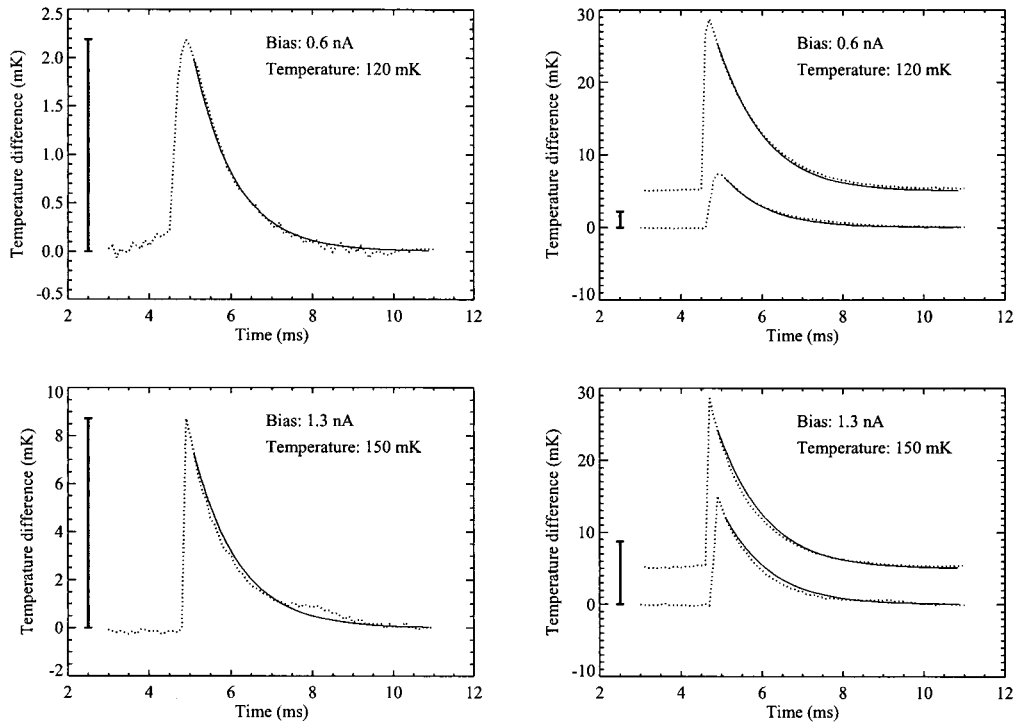 2.5
2.0
1.5
1.0
0.5
0.0
-0.5
Temperature difference (mK)
Bias: 0.6 nA
Temperature: 120 mK
2 4 6 8 10 12
Time (ms)
30
20
10
0
-10
Temperature difference (mK)
Bias: 0.6 nA
Temperature: 120 mK
2 4 6 8 10 12
Time (ms)
10
8
6
4
2
0
-2
Temperature difference (mK)
Bias: 1.3 nA
Temperature: 150 mK
2 4 6 8 10 12
Time (ms)
30
20
10
0
-10
Temperature difference (mK)
Bias: 1.3 nA
Temperature: 150 mK
2 4 6 8 10 12
Time (ms)